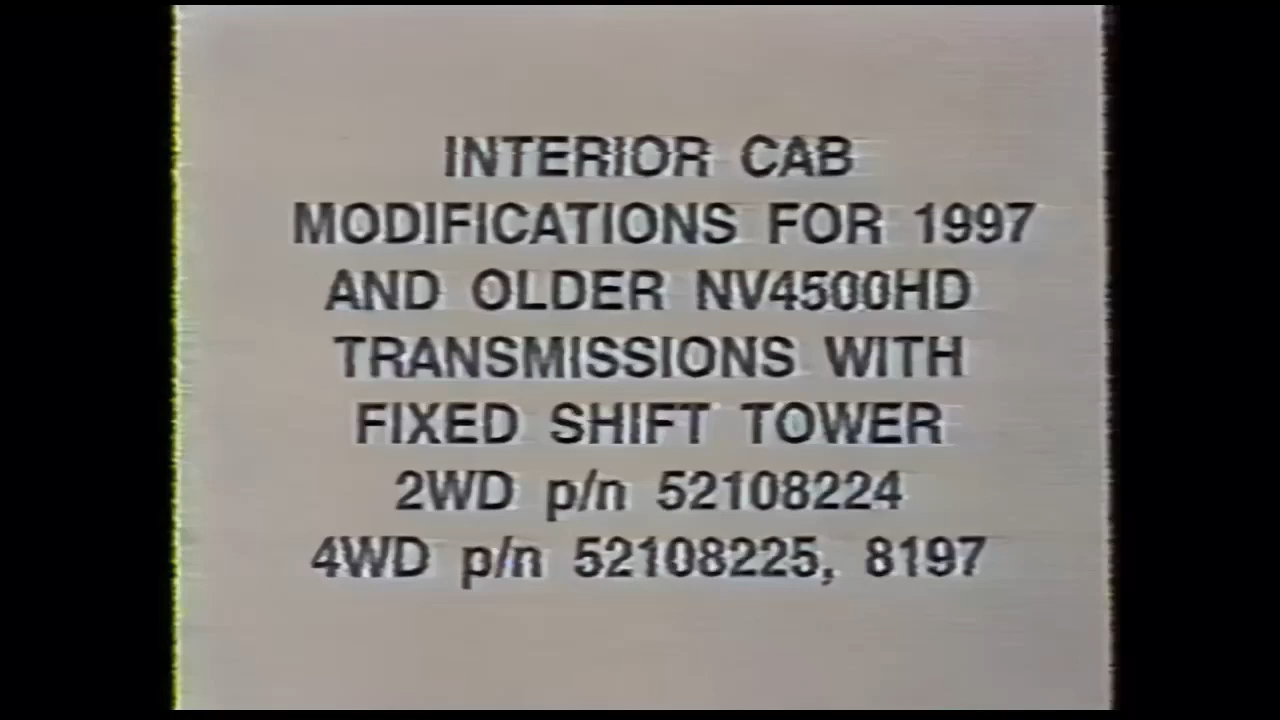 INTERIOR CAB
MODIFICATIONS FOR 1997
AND OLDER NV4500HD
TRANSMISSIONS WITH
FIXED SHIFT TOWER
2WD p/n 52108224
4WD p/n 52108225, 8197